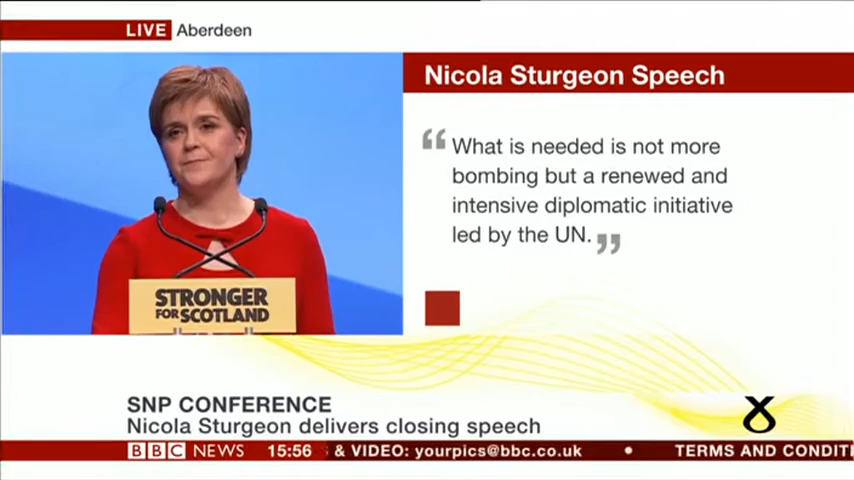 LIVE Aberdeen
Nicola Sturgeon Speech
“ What is needed is not more
bombing but a renewed and
intensive diplomatic initiative
led by the UN. ”
STRONGER
FOR SCOTLAND
SNP CONFERENCE
Nicola Sturgeon delivers closing speech
BBC NEWS 15:56 & VIDEO: yourpics@bbc.co.uk • TERMS AND CONDITI